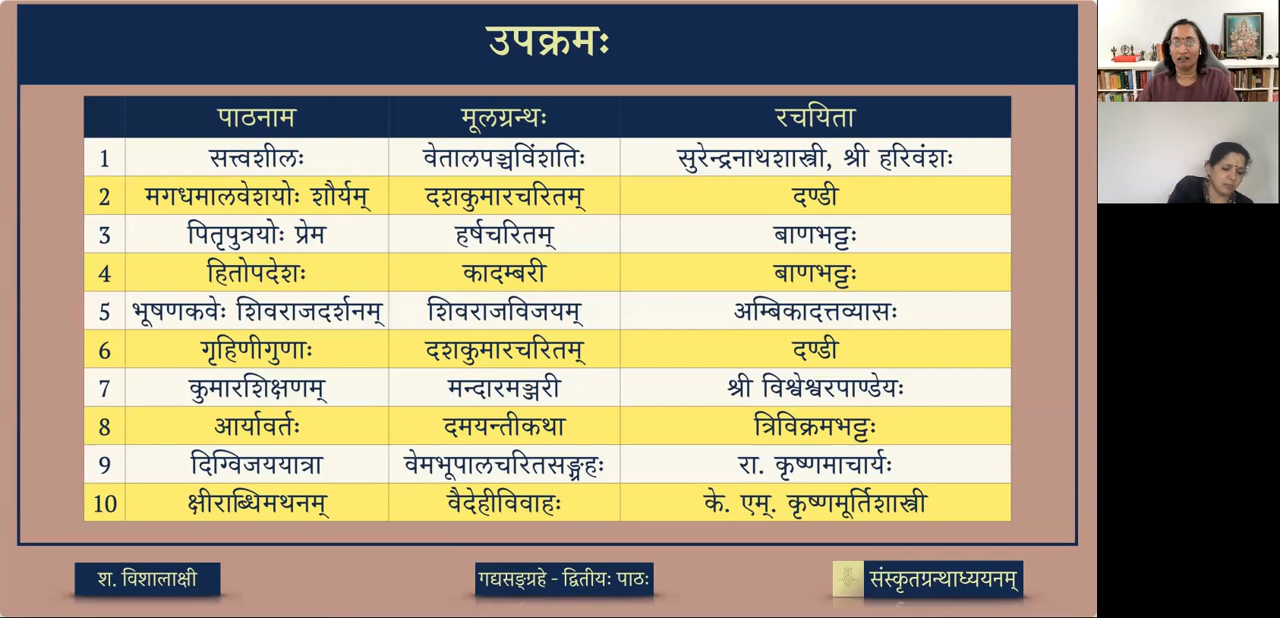 उपक्रमः
पाठनाम मूलग्रन्थः रचयिता
1 सत्त्वशीलः वेतालपञ्चविंशतिः सुरेन्द्रनाथशास्त्री, श्री हरिवंशः
2 मगधमालवेशयोः शौर्यम् दशकुमारचरितम् दण्डी
3 पितृपुत्रयोः प्रेम हर्षचरितम् बाणभट्टः
4 हितोपदेशः कादम्बरी बाणभट्टः
5 भूषणकवेः शिवराजदर्शनम् शिवराजविजयम् अम्बिकादत्तव्यासः
6 गृहिणीगुणाः दशकुमारचरितम् दण्डी
7 कुमारशिक्षणम् मन्दारमञ्जरी श्री विश्वेश्वरपाण्डेयः
8 आर्यावर्तः दमयन्तीकथा त्रिविक्रमभट्टः
9 दिग्विजययात्रा वेमभूपालचरितसङ्ग्रहः रा. कृष्णमाचार्यः
10 क्षीराब्धिमथनम् वैदेहीविवाहः के. एम्. कृष्णमूर्तिशास्त्री
श. विशालाक्षी गद्यसङ्ग्रहे - द्वितीयः पाठः संस्कृतग्रन्थाध्ययनम्